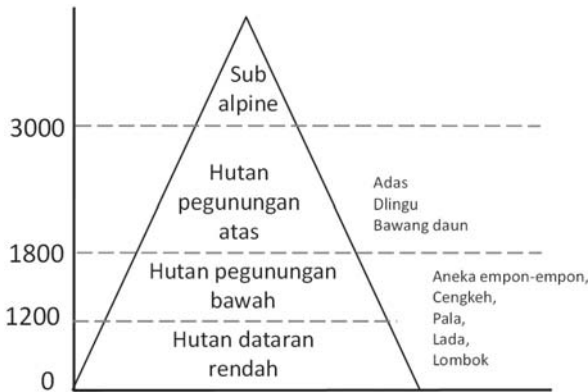 Sub
alpine
3000
Hutan
pegunungan
atas
Adas
Dlingu
Bawang daun
1800
Hutan pegunungan
bawah
Aneka empon-empon,
Cengkeh,
Pala,
Lada,
Lombok
1200
Hutan dataran
rendah
0